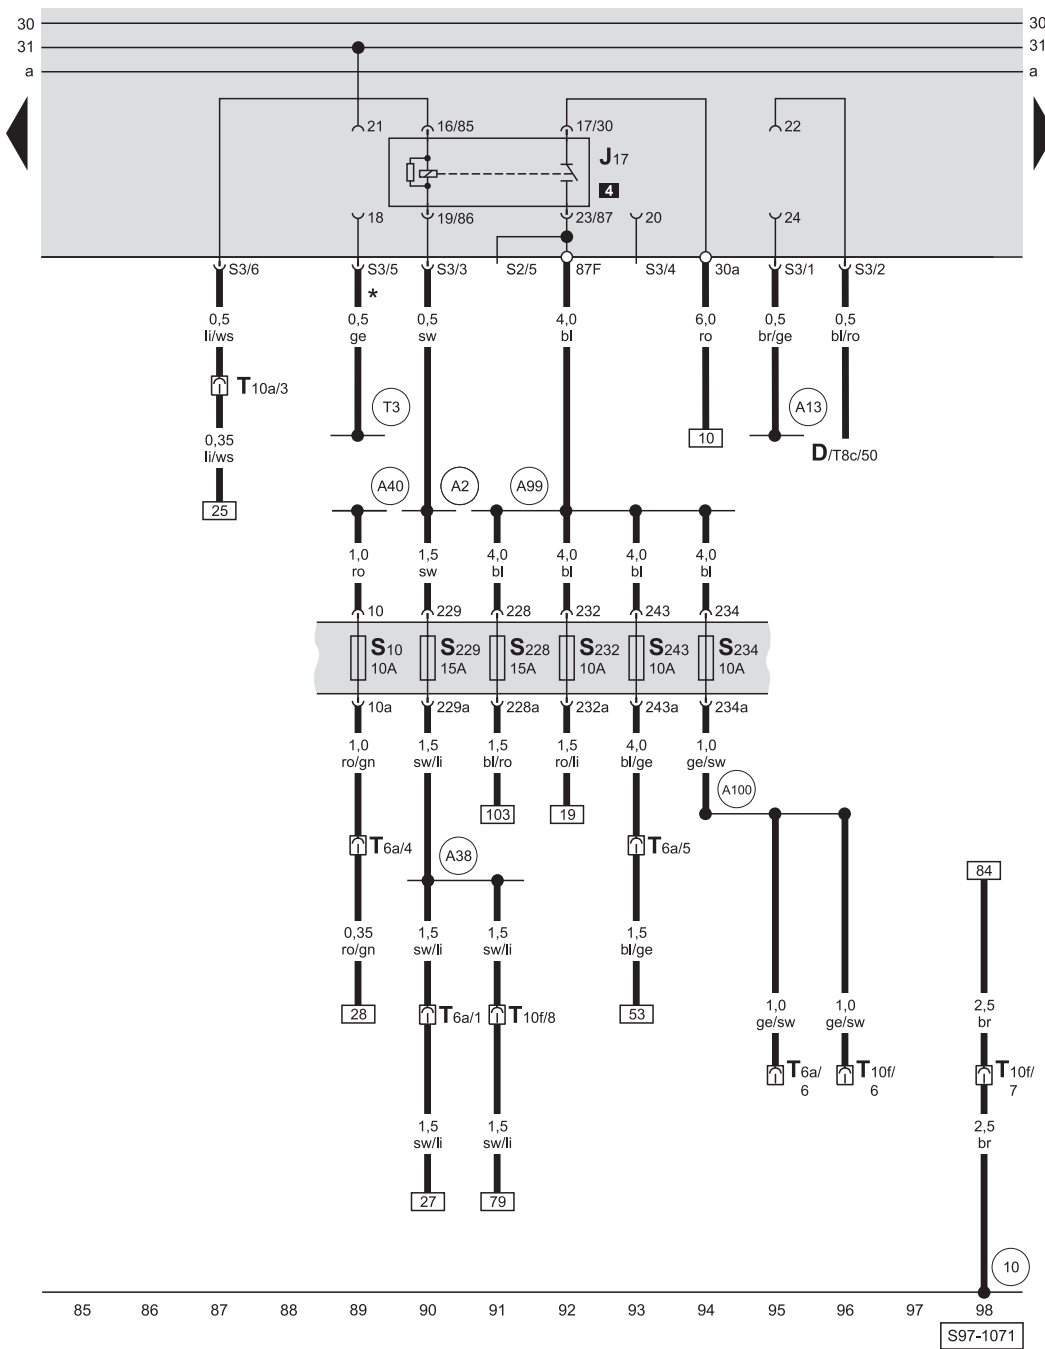 30 30
31 31
a a
21 16/85 17/30 22
J17
4
18 19/86 23/87 20 24
S3/6 S3/5 S3/3 S2/5 87F S3/4 30a S3/1 S3/2
*
0,5 0,5 0,5 4,0 6,0 0,5 0,5
li/ws ge sw bl ro br/ge bl/ro
T10a/3
T3 A13
0,35 10
li/ws D/T8c/50
A40 A2 A99
25
1,0 1,5 4,0 4,0 4,0 4,0
ro sw bl bl bl bl
10 229 228 232 243 234
S10 S229 S228 S232 S243 S234
10A 15A 15A 10A 10A 10A
10a 229a 228a 232a 243a 234a
1,0 1,5 1,5 1,5 4,0 1,0
ro/gn sw/li bl/ro ro/li bl/ge ge/sw
A100
103 19
T6a/4 A38 T6a/5
84
0,35 1,5 1,5 1,5
ro/gn sw/li sw/li bl/ge
1,0 1,0 2,5
ge/sw ge/sw br
28 T6a/1 T10f/8 53
T6a/ T10f/ T10f/
6 6 7
1,5 1,5 2,5
sw/li sw/li br
27 79
10
85 86 87 88 89 90 91 92 93 94 95 96 97 98
S97-1071